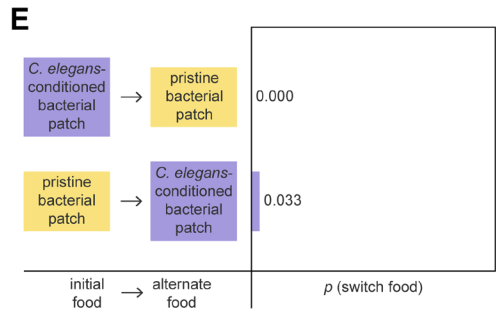 E
C. elegans-
conditioned
bacterial
patch
→
pristine
bacterial
patch
0.000
pristine
bacterial
patch
→
C. elegans-
conditioned
bacterial
patch
0.033
initial
food
→
alternate
food
p (switch food)